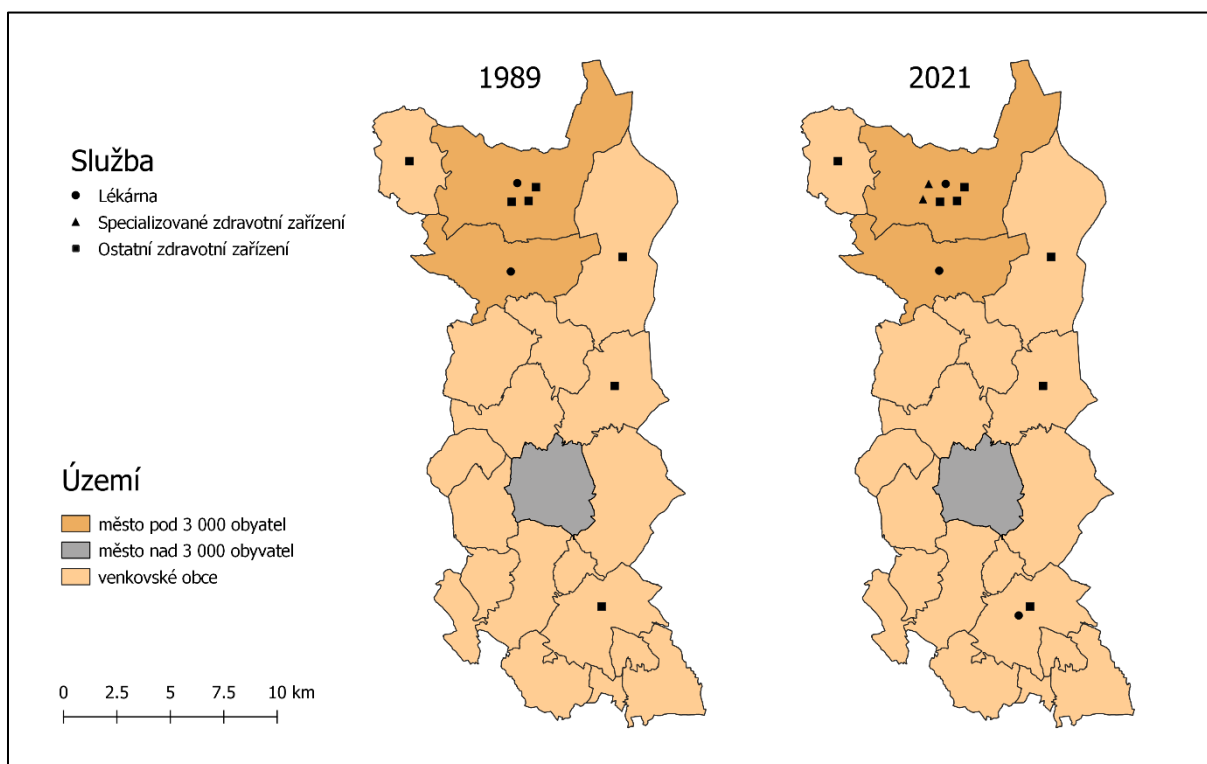 1989
2021
Služba
Lékárna
Specializované zdravotní zařízení
Ostatní zdravotní zařízení
Území
město pod 3 000 obyatel
město nad 3 000 obyvatel
venkovské obce
0 2.5 5 7.5 10 km